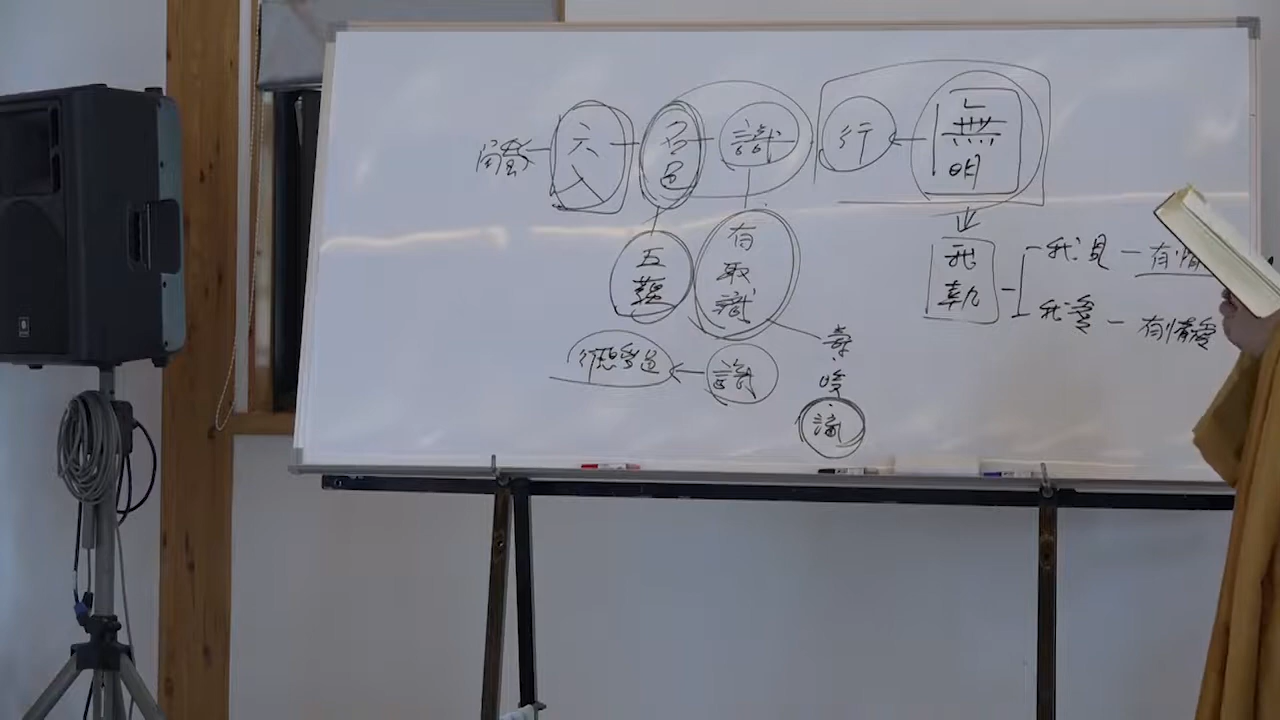 無明 行 識 名色 六入 觸
我執 我見 有情
我愛 有情愛
有取識
五蘊
識
識